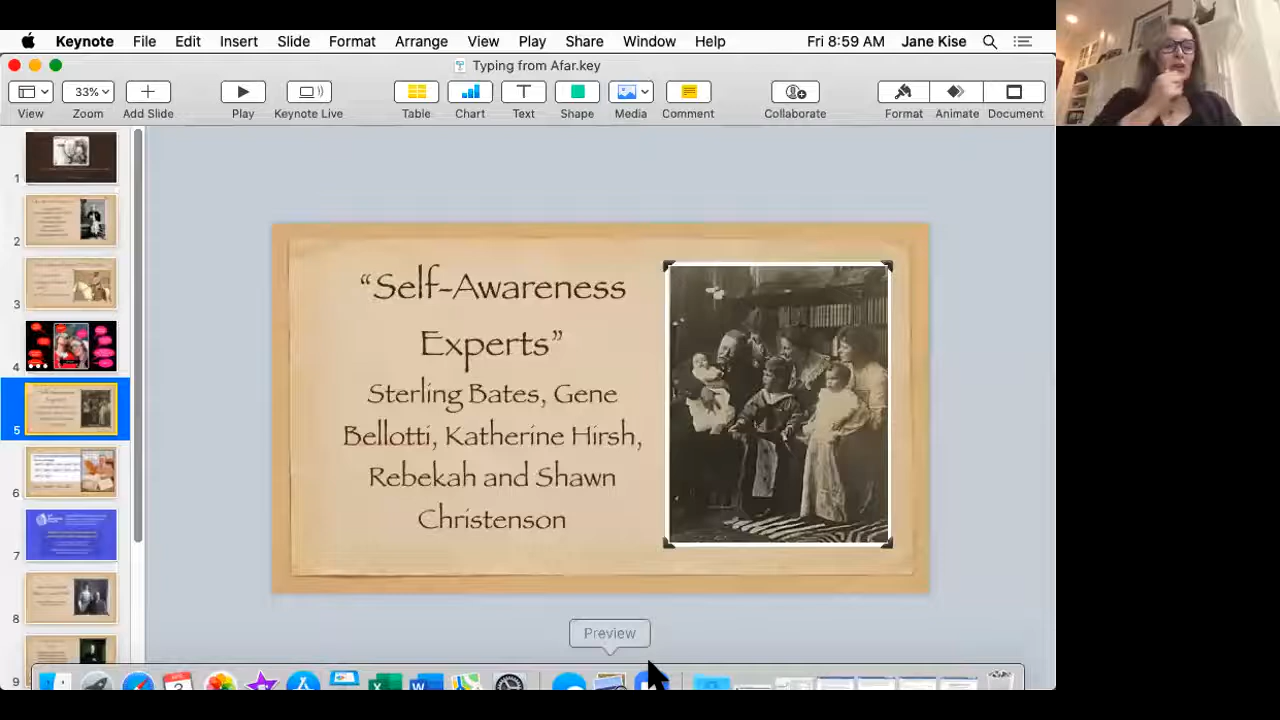 Keynote File Edit Insert Slide Format Arrange View Play Share Window Help Fri 8:59 AM Jane Kise
Typing from Afar.key
33%
View Zoom Add Slide Play Keynote Live Table Chart Text Shape Media Comment Collaborate Format Animate Document
1
2
3
4
5
6
7
8
9
“Self-Awareness
Experts”
Sterling Bates, Gene
Bellotti, Katherine Hirsh,
Rebekah and Shawn
Christenson
Preview